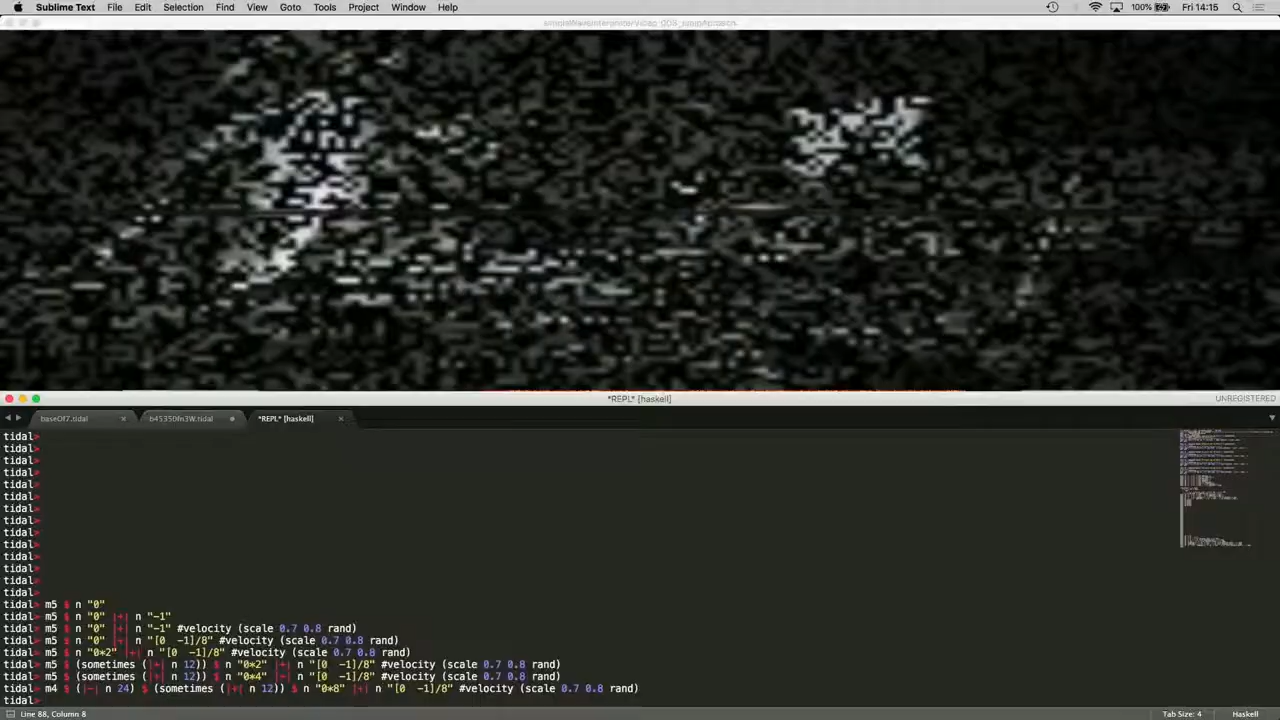 Sublime Text File Edit Selection Find View Goto Tools Project Window Help 100% Fri 14:15
*REPL* [haskell] UNREGISTERED
baseOf7.tidal × b45350fn3W.tidal *REPL* [haskell] ×
tidal>
tidal>
tidal>
tidal>
tidal>
tidal>
tidal>
tidal>
tidal>
tidal>
tidal>
tidal>
tidal>
tidal>
tidal> m5 $ n "0"
tidal> m5 $ n "0" |+| n "-1"
tidal> m5 $ n "0" |+| n "-1" #velocity (scale 0.7 0.8 rand)
tidal> m5 $ n "0" |+| n "[0 -1]/8" #velocity (scale 0.7 0.8 rand)
tidal> m5 $ n "0*2" |+| n "[0 -1]/8" #velocity (scale 0.7 0.8 rand)
tidal> m5 $ (sometimes (|+| n 12)) $ n "0*2" |+| n "[0 -1]/8" #velocity (scale 0.7 0.8 rand)
tidal> m5 $ (sometimes (|+| n 12)) $ n "0*4" |+| n "[0 -1]/8" #velocity (scale 0.7 0.8 rand)
tidal> m4 $ (|-| n 24) $ (sometimes (|+| n 12)) $ n "0*8" |+| n "[0 -1]/8" #velocity (scale 0.7 0.8 rand)
tidal>
Line 88, Column 8 Tab Size: 4 Haskell